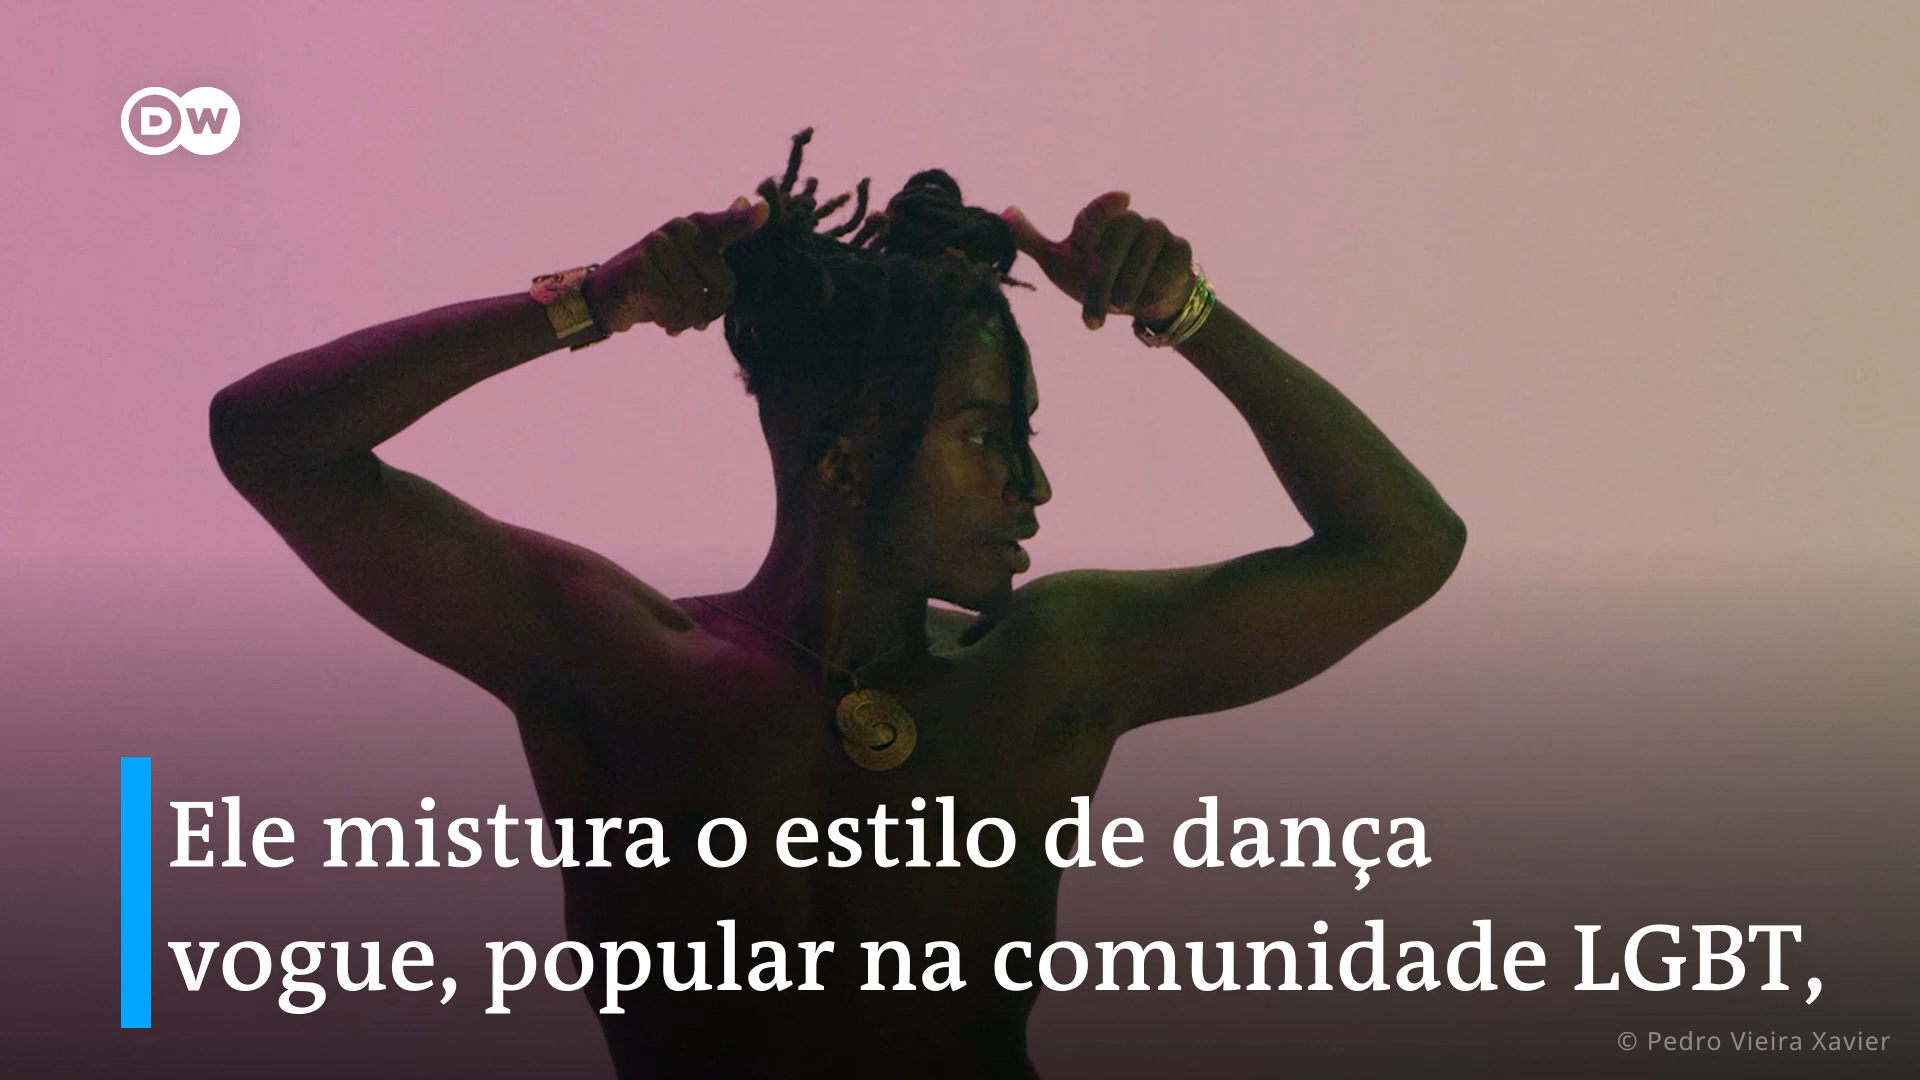 DW
Ele mistura o estilo de dança
vogue, popular na comunidade LGBT,
© Pedro Vieira Xavier